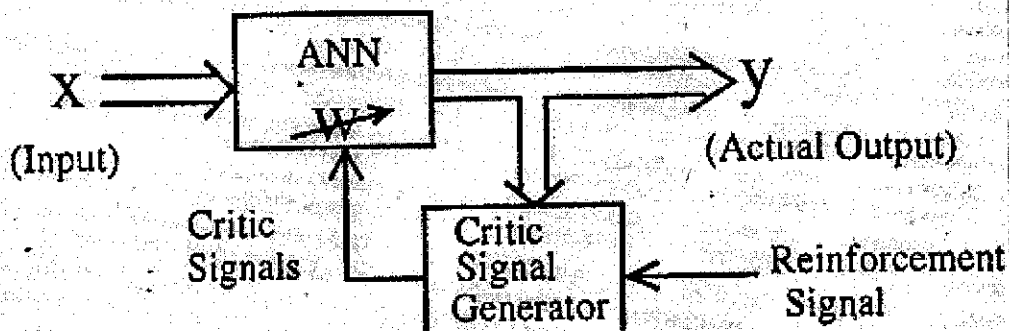 ANN
X
W
y
(Input)
(Actual Output)
Critic
Signals
Critic
Signal
Generator
Reinforcement
Signal